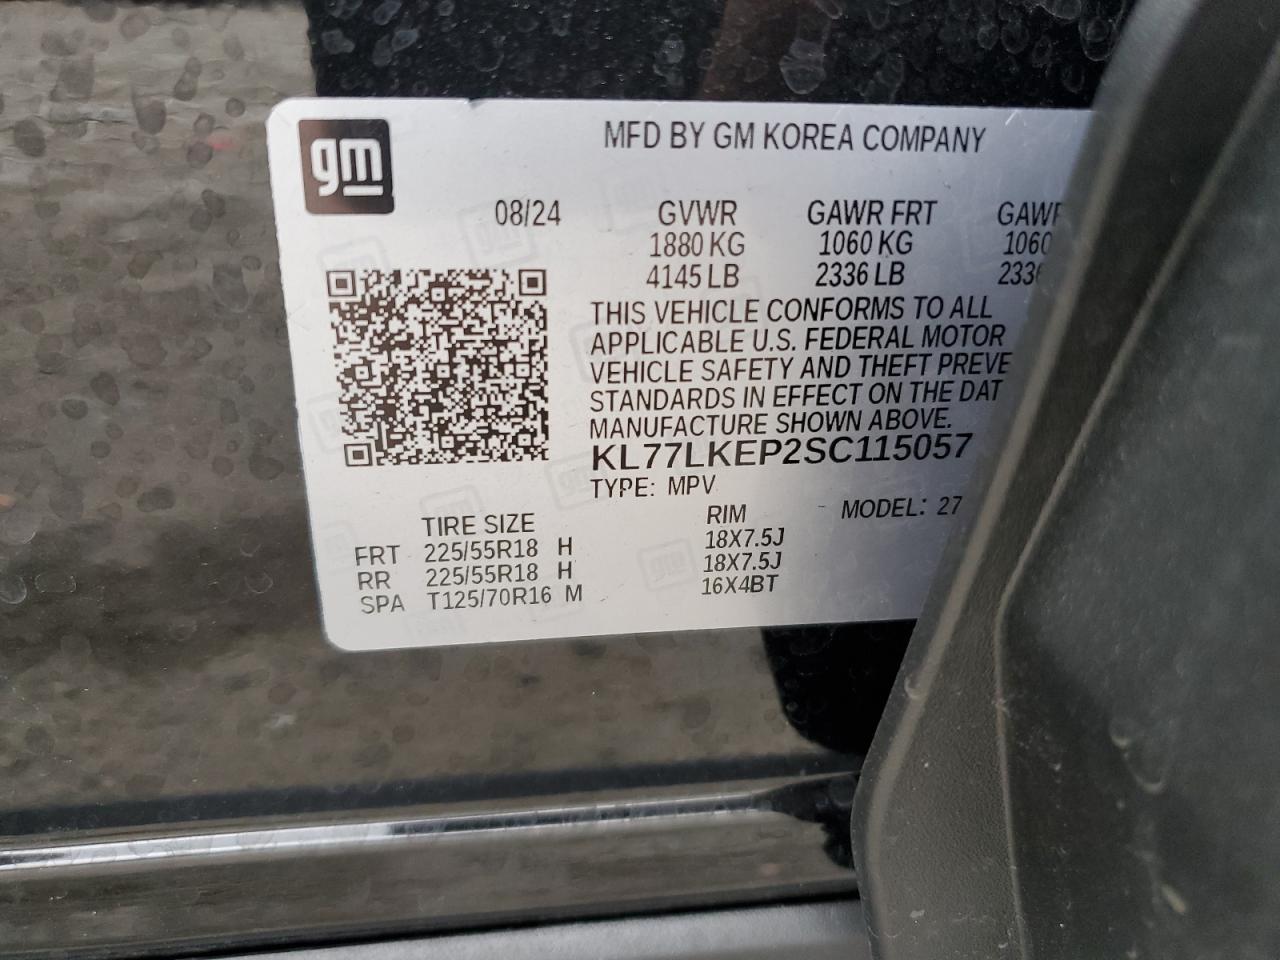 gm
MFD BY GM KOREA COMPANY
08/24 GVWR GAWR FRT GAWR
1880 KG 1060 KG 1060
4145 LB 2336 LB 233
THIS VEHICLE CONFORMS TO ALL
APPLICABLE U.S. FEDERAL MOTOR
VEHICLE SAFETY AND THEFT PREVE
STANDARDS IN EFFECT ON THE DAT
MANUFACTURE SHOWN ABOVE.
KL77LKEP2SC115057
TYPE: MPV
MODEL: 27
TIRE SIZE RIM
FRT 225/55R18 H 18X7.5J
RR 225/55R18 H 18X7.5J
SPA T125/70R16 M 16X4BT